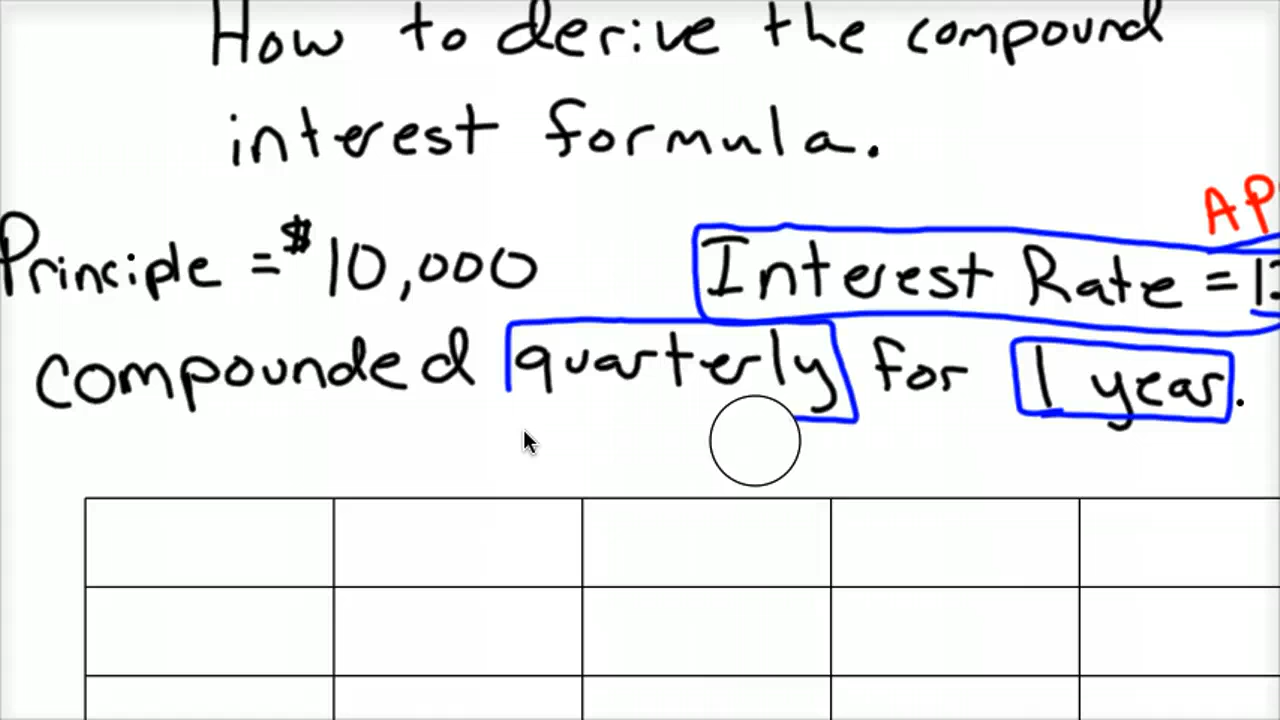 How to derive the compound
interest formula.
AP
Principle = $10,000 Interest Rate =
compounded quarterly for 1 year.